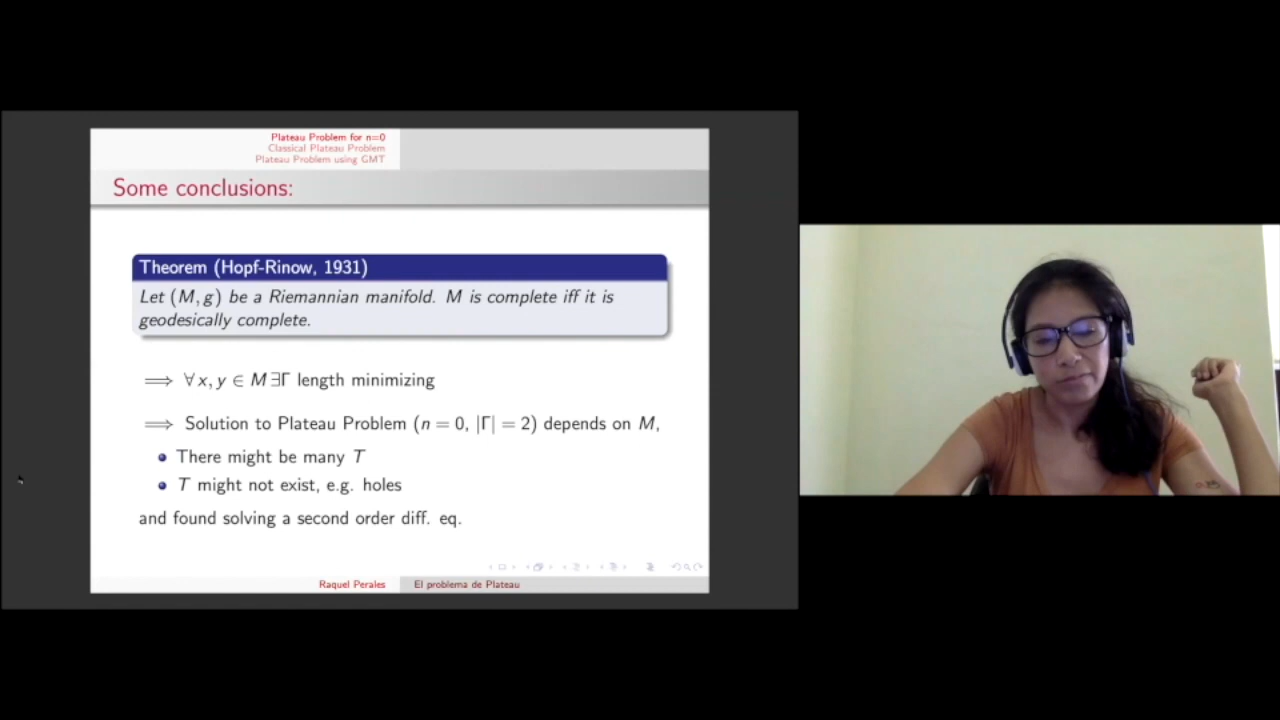 Plateau Problem for n=0
Classical Plateau Problem
Plateau Problem using GMT
Some conclusions:
Theorem (Hopf-Rinow, 1931)
Let (M, g) be a Riemannian manifold. M is complete iff it is
geodesically complete.
⟹ ∀ x, y ∈ M ∃Γ length minimizing
⟹ Solution to Plateau Problem (n = 0, |Γ| = 2) depends on M,
There might be many T
T might not exist, e.g. holes
and found solving a second order diff. eq.
Raquel Perales El problema de Plateau